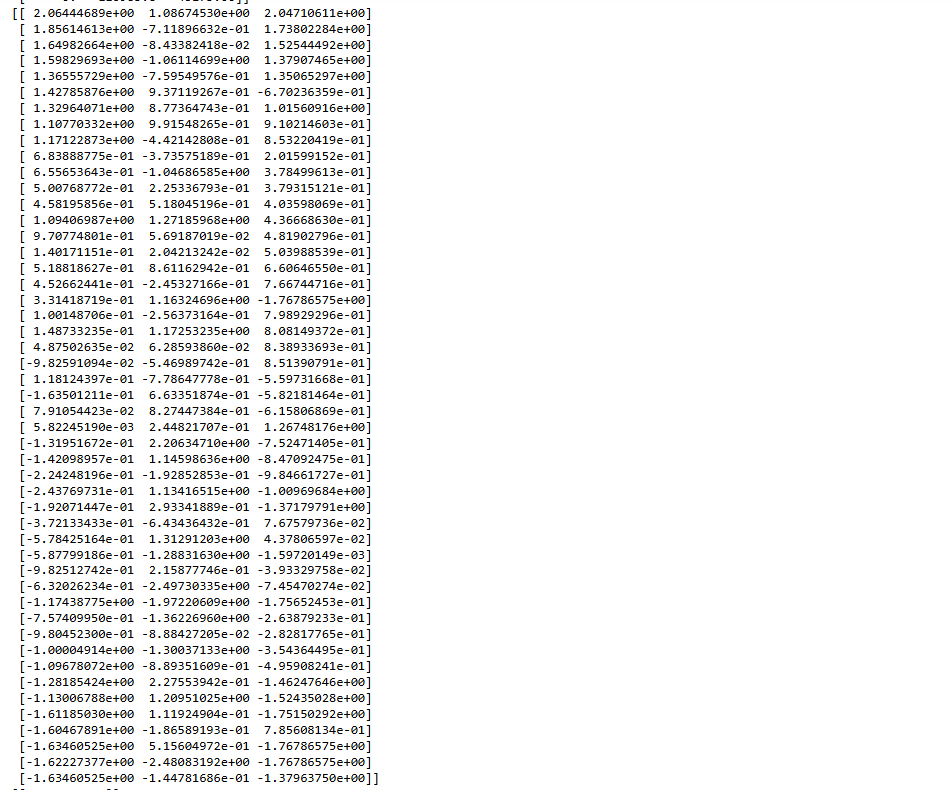 [[ 2.06444689e+00  1.08674530e+00  2.04710611e+00]
 [ 1.85614613e+00 -7.11896632e-01  1.73802284e+00]
 [ 1.64982664e+00 -8.43382418e-02  1.52544492e+00]
 [ 1.59829693e+00 -1.06114699e+00  1.37907465e+00]
 [ 1.36555729e+00 -7.59549576e-01  1.35065297e+00]
 [ 1.42785876e+00  9.37119267e-01 -6.70236359e-01]
 [ 1.32964071e+00  8.77364743e-01  1.01560916e+00]
 [ 1.10770332e+00  9.91548265e-01  9.10214603e-01]
 [ 1.17122873e+00 -4.42142808e-01  8.53220419e-01]
 [ 6.83888775e-01 -3.73575189e-01  2.01599152e-01]
 [ 6.55653643e-01 -1.04686585e+00  3.78499613e-01]
 [ 5.00768772e-01  2.25336793e-01  3.79315121e-01]
 [ 4.58195856e-01  5.18045196e-01  4.03598069e-01]
 [ 1.09406987e+00  1.27185968e+00  4.36668630e-01]
 [ 9.70774801e-01  5.69187019e-02  4.81902796e-01]
 [ 1.40171151e-01  2.04213242e-02  5.03988539e-01]
 [ 5.18818627e-01  8.61162942e-01  6.60646550e-01]
 [ 4.52662441e-01 -2.45327166e-01  7.66744716e-01]
 [ 3.31418719e-01  1.16324696e+00 -1.76786575e+00]
 [ 1.00148706e-01 -2.56373164e-01  7.98929296e-01]
 [ 1.48733235e-01  1.17253235e+00  8.08149372e-01]
 [ 4.87502635e-02  6.28593860e-02  8.38933693e-01]
 [-9.82591094e-02 -5.46989742e-01  8.51390791e-01]
 [ 1.18124397e-01 -7.78647778e-01 -5.59731668e-01]
 [-1.63501211e-01  6.63351874e-01 -5.82181464e-01]
 [ 7.91054423e-02  8.27447384e-01 -6.15806869e-01]
 [ 5.82245190e-03  2.44821707e-01  1.26748176e+00]
 [-1.31951672e-01  2.20634710e+00 -7.52471405e-01]
 [-1.42098957e-01  1.14598636e+00 -8.47092475e-01]
 [-2.24248196e-01 -1.92852853e-01 -9.84661727e-01]
 [-2.43769731e-01  1.13416515e+00 -1.00969684e+00]
 [-1.92071447e-01  2.93341889e-01 -1.37179791e+00]
 [-3.72133433e-01 -6.43436432e-01  7.67579736e-02]
 [-5.78425164e-01  1.31291203e+00  4.37806597e-02]
 [-5.87799186e-01 -1.28831630e+00 -1.59720149e-03]
 [-9.82512742e-01  2.15877746e-01 -3.93329758e-02]
 [-6.32026234e-01 -2.49730335e+00 -7.45470274e-02]
 [-1.17438775e+00 -1.97220609e+00 -1.75652453e-01]
 [-7.57409950e-01 -1.36226960e+00 -2.63879233e-01]
 [-9.80452300e-01 -8.88427205e-02 -2.82817765e-01]
 [-1.00004914e+00 -1.30037133e+00 -3.54364495e-01]
 [-1.09678072e+00 -8.89351609e-01 -4.95908241e-01]
 [-1.28185424e+00  2.27553942e-01 -1.46247646e+00]
 [-1.13006788e+00  1.20951025e+00 -1.52435028e+00]
 [-1.61185030e+00  1.11924904e-01 -1.75150292e+00]
 [-1.60467891e+00 -1.86589193e-01  7.85608134e-01]
 [-1.63460525e+00  5.15604972e-01 -1.76786575e+00]
 [-1.62227377e+00 -2.48083192e+00 -1.76786575e+00]
 [-1.63460525e+00 -1.44781686e-01 -1.37963750e+00]]